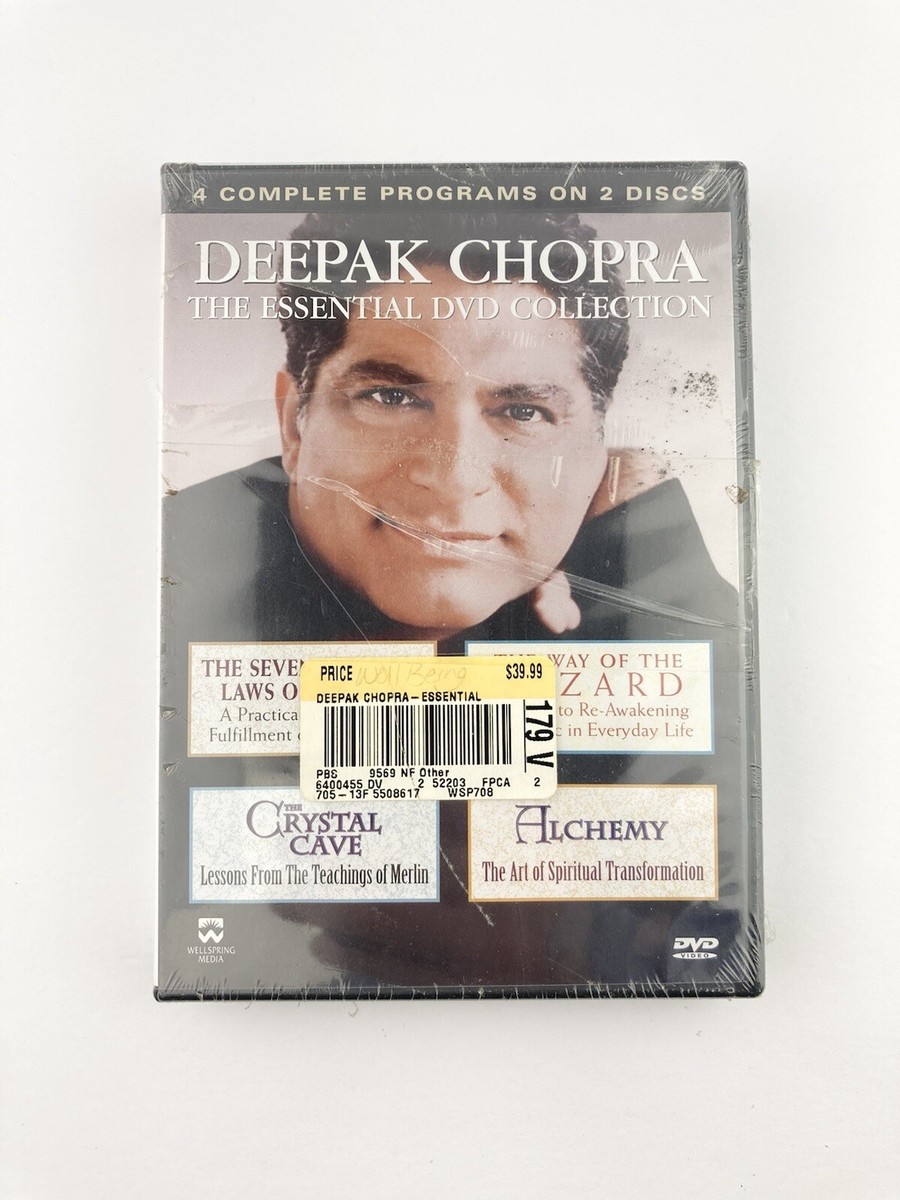 4 COMPLETE PROGRAMS ON 2 DISCS
DEEPAK CHOPRA
THE ESSENTIAL DVD COLLECTION
THE SEVEN
LAWS O
A Practica
Fulfillment
WAY OF THE
ZARD
to Re-Awakening
in Everyday Life
PRICE Well Being $39.99
DEEPAK CHOPRA-ESSENTIAL
179 V
PBS 9569 NF Other
6400455 DV 2 52203 FPCA 2
705-13F 5508617 WSP708
THE
CRYSTAL
CAVE
Lessons From The Teachings of Merlin
ALCHEMY
The Art of Spiritual Transformation
WELLSPRING
MEDIA
DVD
VIDEO